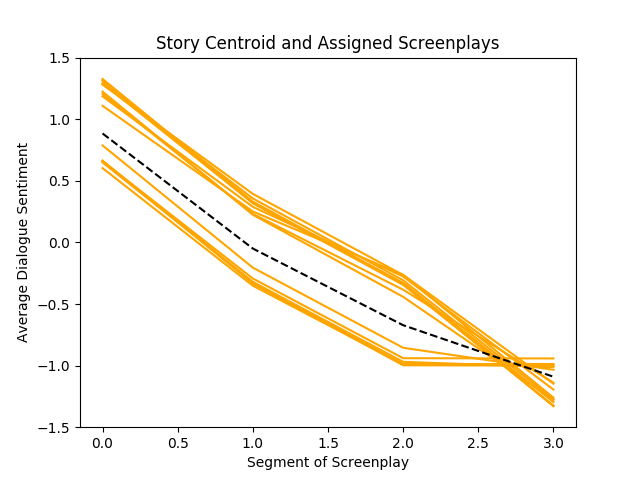 Story Centroid and Assigned Screenplays
1.5
1.0
0.5
0.0
−0.5
−1.0
−1.5
Average Dialogue Sentiment
0.0 0.5 1.0 1.5 2.0 2.5 3.0
Segment of Screenplay